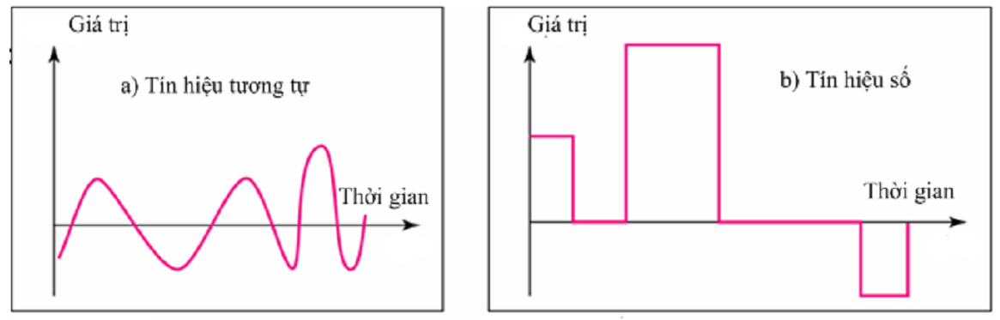 Giá trị
a) Tín hiệu tương tự
Thời gian
Giá trị
b) Tín hiệu số
Thời gian